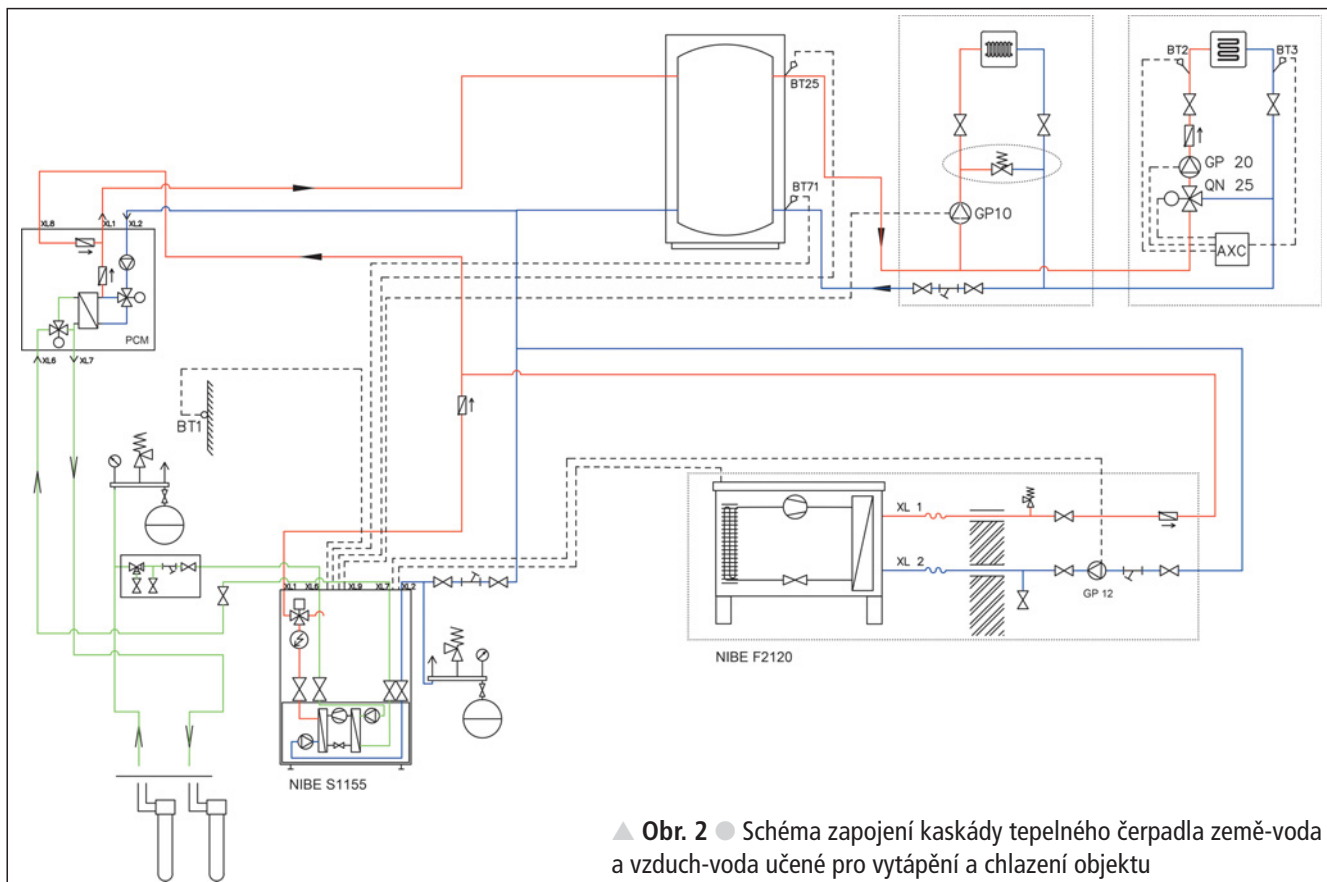 BT25
BT71
GP10
BT2
BT3
GP 20
QN 25
AXC
XL8
XL1
XL2
PCM
XL6
XL7
BT1
XL1
XL6
XL9
XL7
XL2
NIBE S1155
XL 1
XL 2
GP 12
NIBE F2120
▲ Obr. 2 ● Schéma zapojení kaskády tepelného čerpadla země-voda
a vzduch-voda učené pro vytápění a chlazení objektu